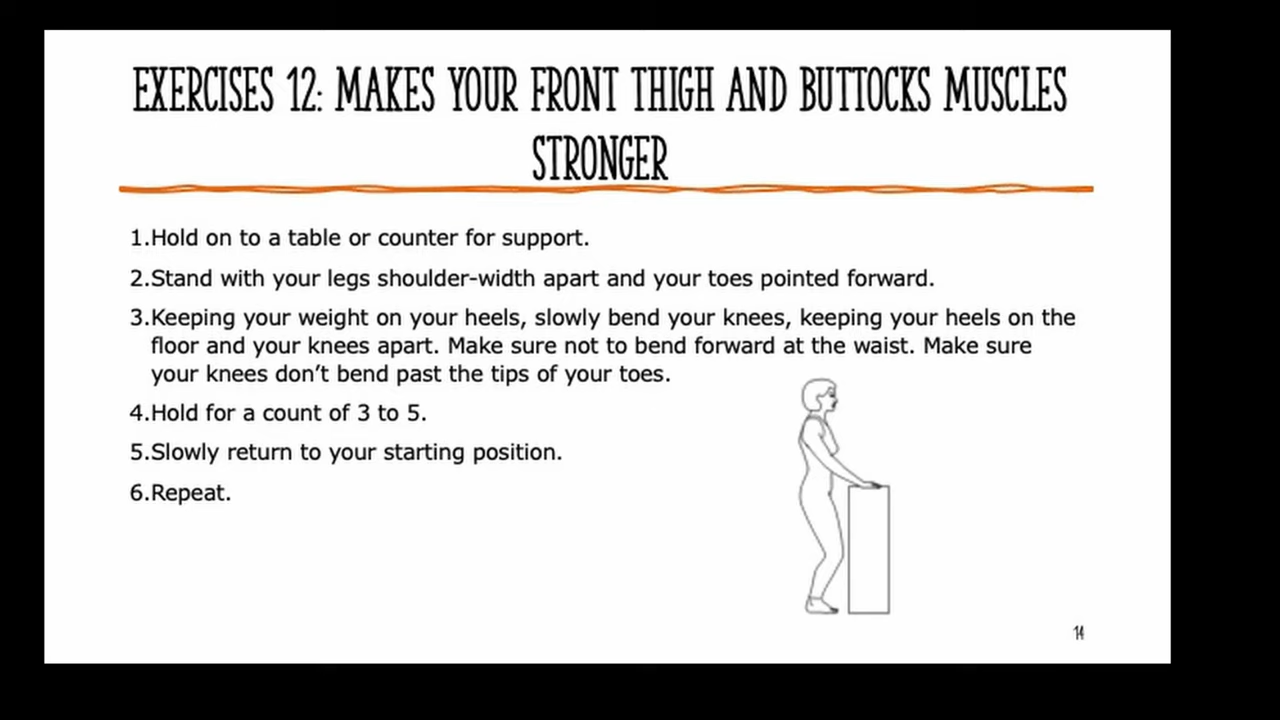 EXERCISES 12: MAKES YOUR FRONT THIGH AND BUTTOCKS MUSCLES
STRONGER
1.Hold on to a table or counter for support.
2.Stand with your legs shoulder-width apart and your toes pointed forward.
3.Keeping your weight on your heels, slowly bend your knees, keeping your heels on the
floor and your knees apart. Make sure not to bend forward at the waist. Make sure
your knees don’t bend past the tips of your toes.
4.Hold for a count of 3 to 5.
5.Slowly return to your starting position.
6.Repeat.
14